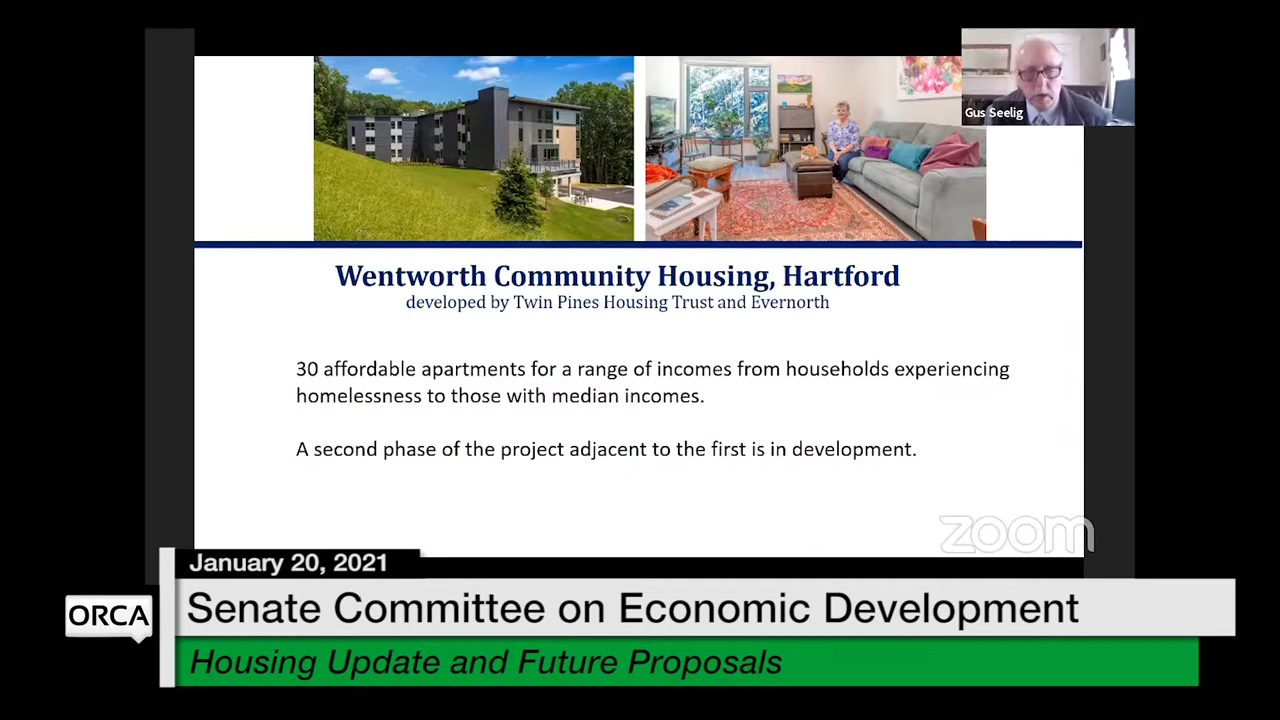 Gus Seelig
Wentworth Community Housing, Hartford
developed by Twin Pines Housing Trust and Evernorth
30 affordable apartments for a range of incomes from households experiencing
homelessness to those with median incomes.
A second phase of the project adjacent to the first is in development.
zoom
January 20, 2021
ORCA
Senate Committee on Economic Development
Housing Update and Future Proposals